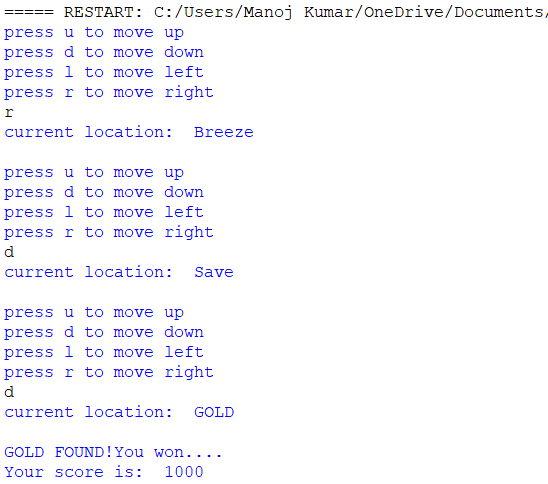 ===== RESTART: C:/Users/Manoj Kumar/OneDrive/Documents/
press u to move up
press d to move down
press l to move left
press r to move right
r
current location:  Breeze
press u to move up
press d to move down
press l to move left
press r to move right
d
current location:  Save
press u to move up
press d to move down
press l to move left
press r to move right
d
current location:  GOLD
GOLD FOUND!You won....
Your score is:  1000